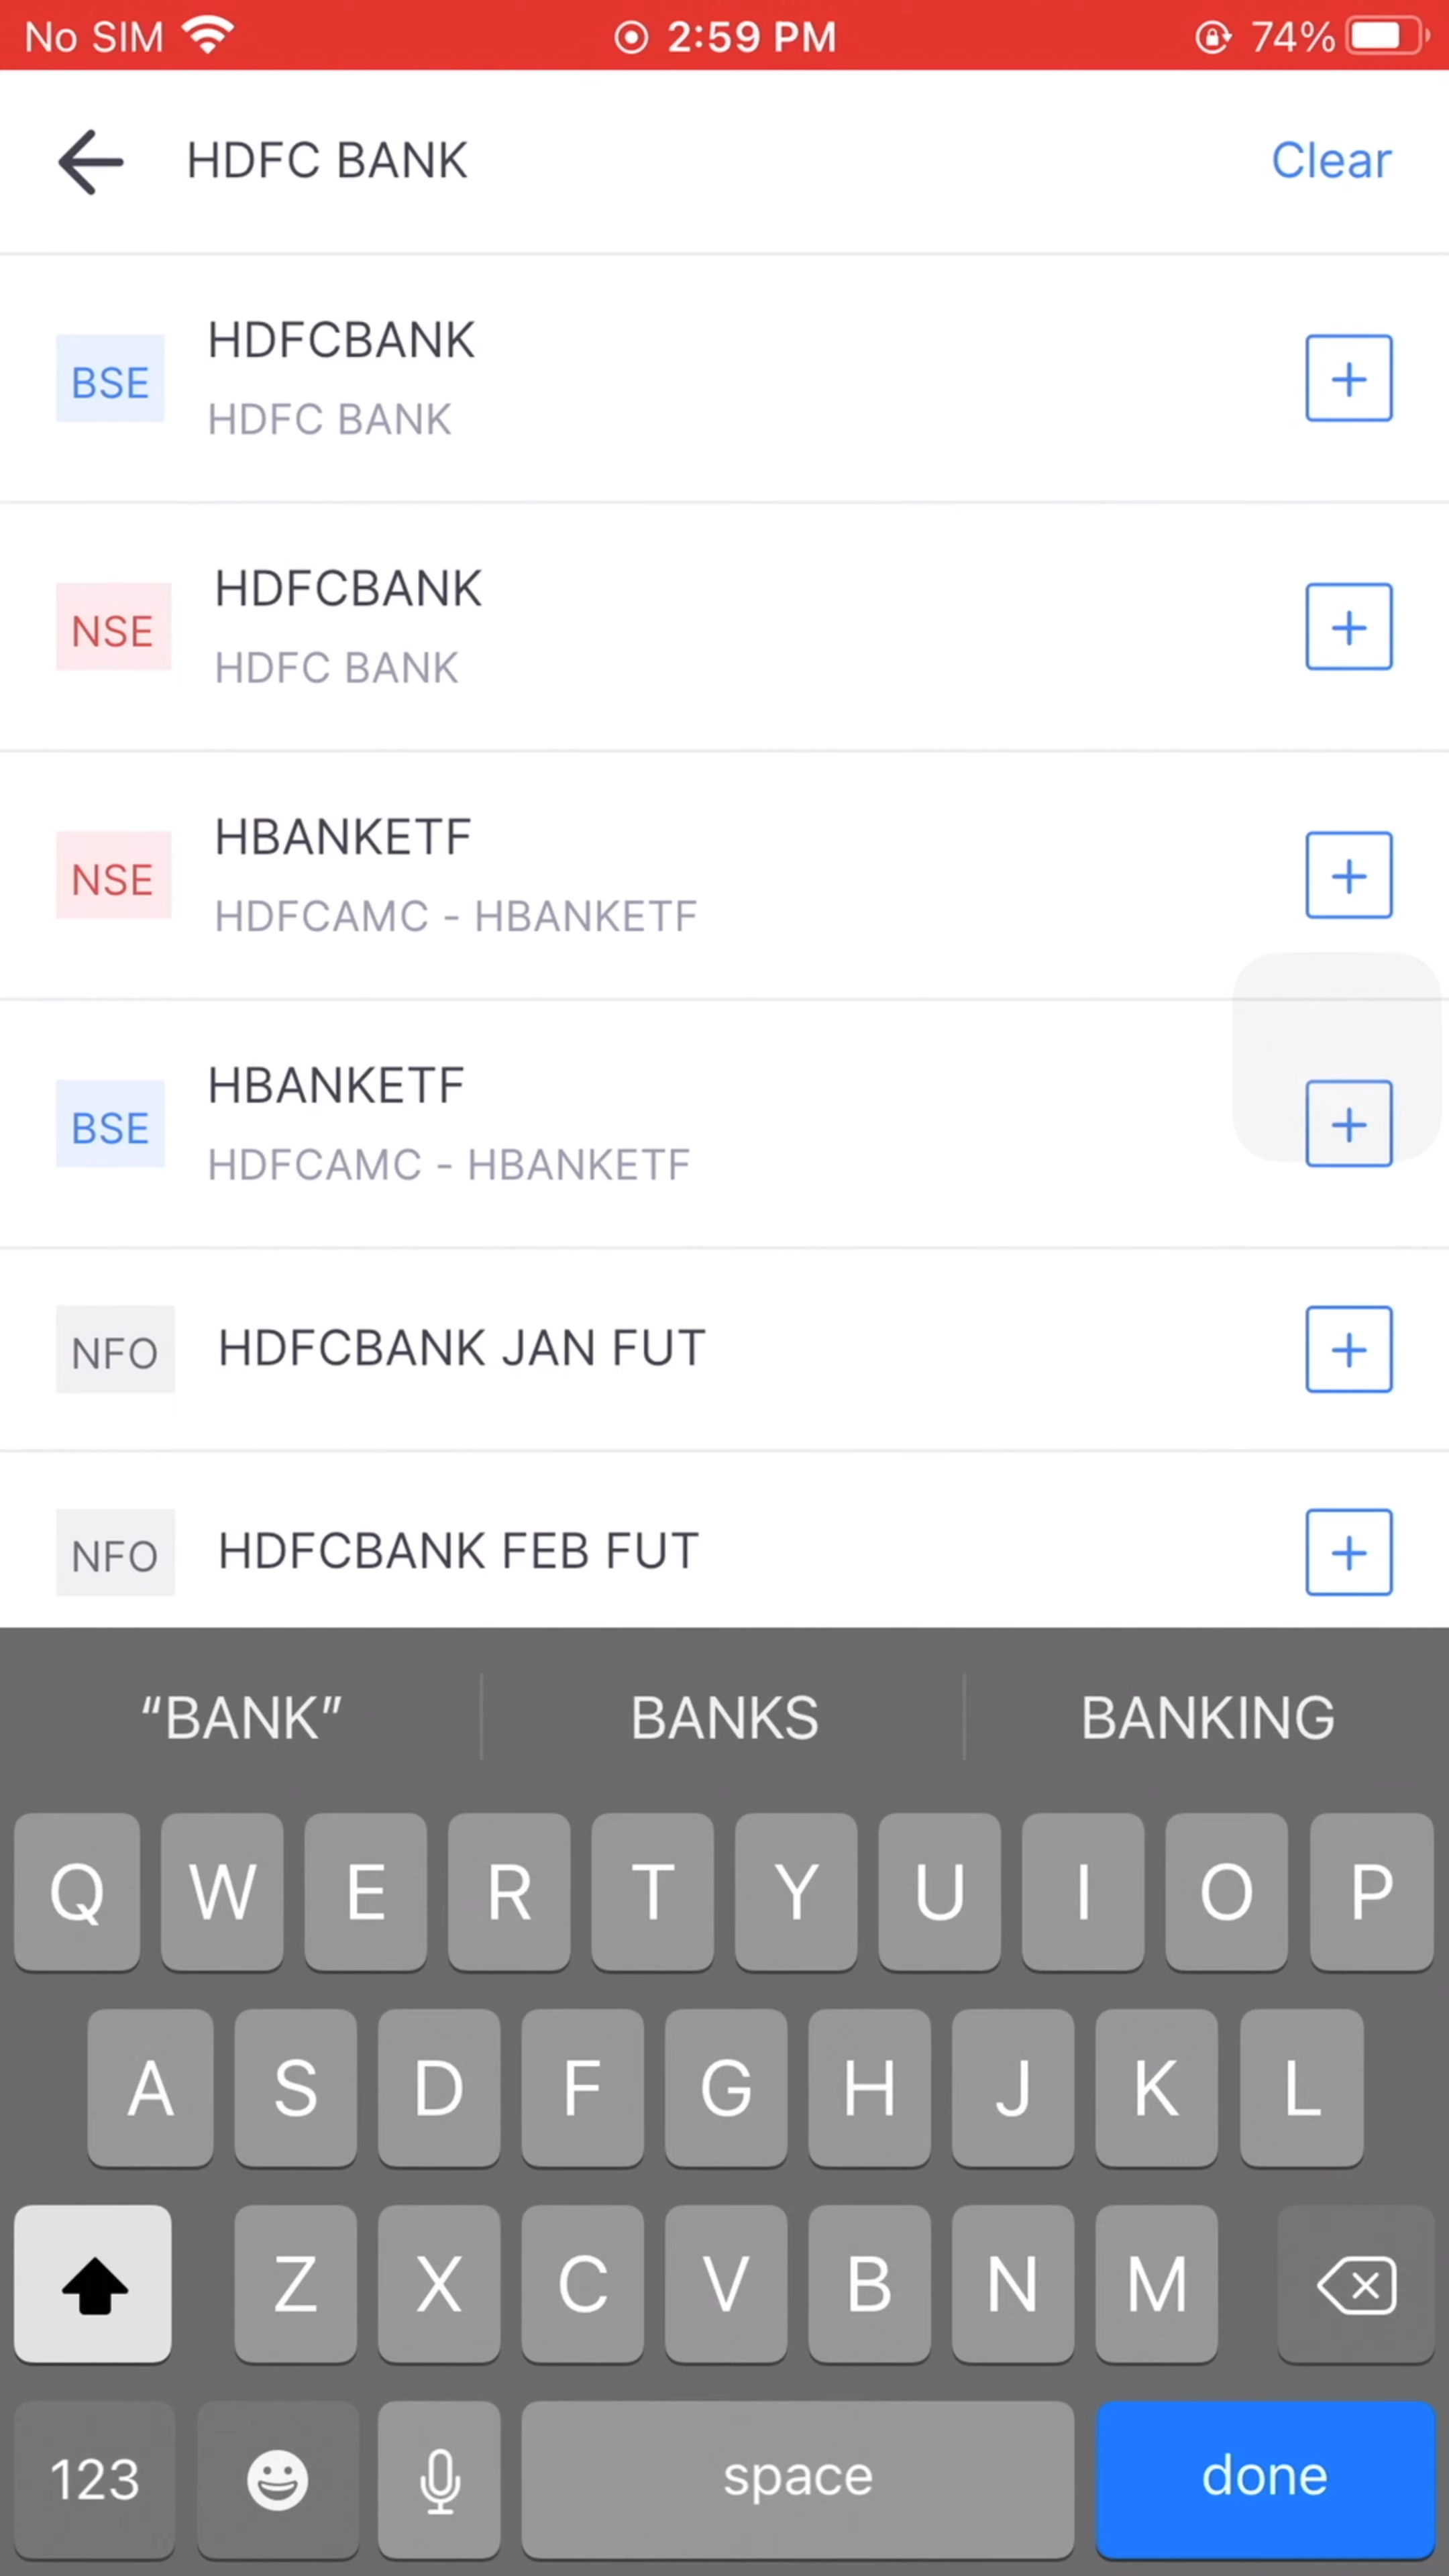 No SIM 2:59 PM 74%
HDFC BANK Clear
HDFCBANK
BSE
HDFC BANK
HDFCBANK
NSE
HDFC BANK
HBANKETF
NSE
HDFCAMC - HBANKETF
HBANKETF
BSE
HDFCAMC - HBANKETF
NFO HDFCBANK JAN FUT
NFO HDFCBANK FEB FUT
“BANK” BANKS BANKING
Q W E R T Y U I O P
A S D F G H J K L
Z X C V B N M
123 space done